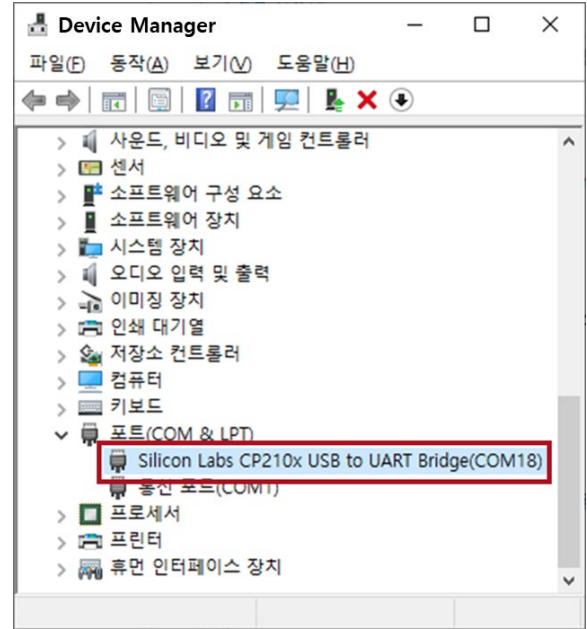 Device Manager
파일(F) 동작(A) 보기(V) 도움말(H)
사운드, 비디오 및 게임 컨트롤러
센서
소프트웨어 구성 요소
소프트웨어 장치
시스템 장치
오디오 입력 및 출력
이미징 장치
인쇄 대기열
저장소 컨트롤러
컴퓨터
키보드
포트(COM & LPT)
Silicon Labs CP210x USB to UART Bridge(COM18)
통신 포트(COM1)
프로세서
프린터
휴먼 인터페이스 장치